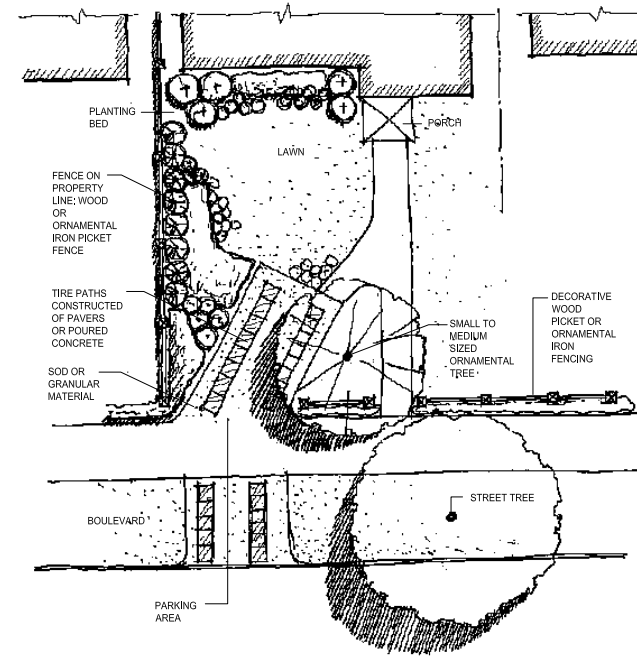 PLANTING
BED
PORCH
LAWN
FENCE ON
PROPERTY
LINE; WOOD
OR
ORNAMENTAL
IRON PICKET
FENCE
TIRE PATHS
CONSTRUCTED
OF PAVERS
OR POURED
CONCRETE
DECORATIVE
WOOD
PICKET OR
ORNAMENTAL
IRON
FENCING
SMALL TO
MEDIUM
SIZED
ORNAMENTAL
TREE
SOD OR
GRANULAR
MATERIAL
STREET TREE
BOULEVARD
PARKING
AREA